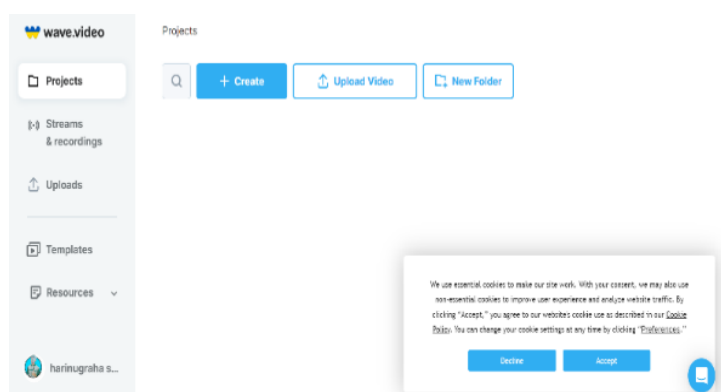 wave.video
Projects
Projects
Create
Upload Video
New Folder
Streams
& recordings
Uploads
Templates
Resources
harinugraha s...
We use essential cookies to make our site work. With your consent, we may also use
non-essential cookies to improve user experience and analyze website traffic. By
clicking "Accept," you agree to our website's cookie use as described in our Cookie
Policy. You can change your cookie settings at any time by clicking "Preferences."
Decline
Accept